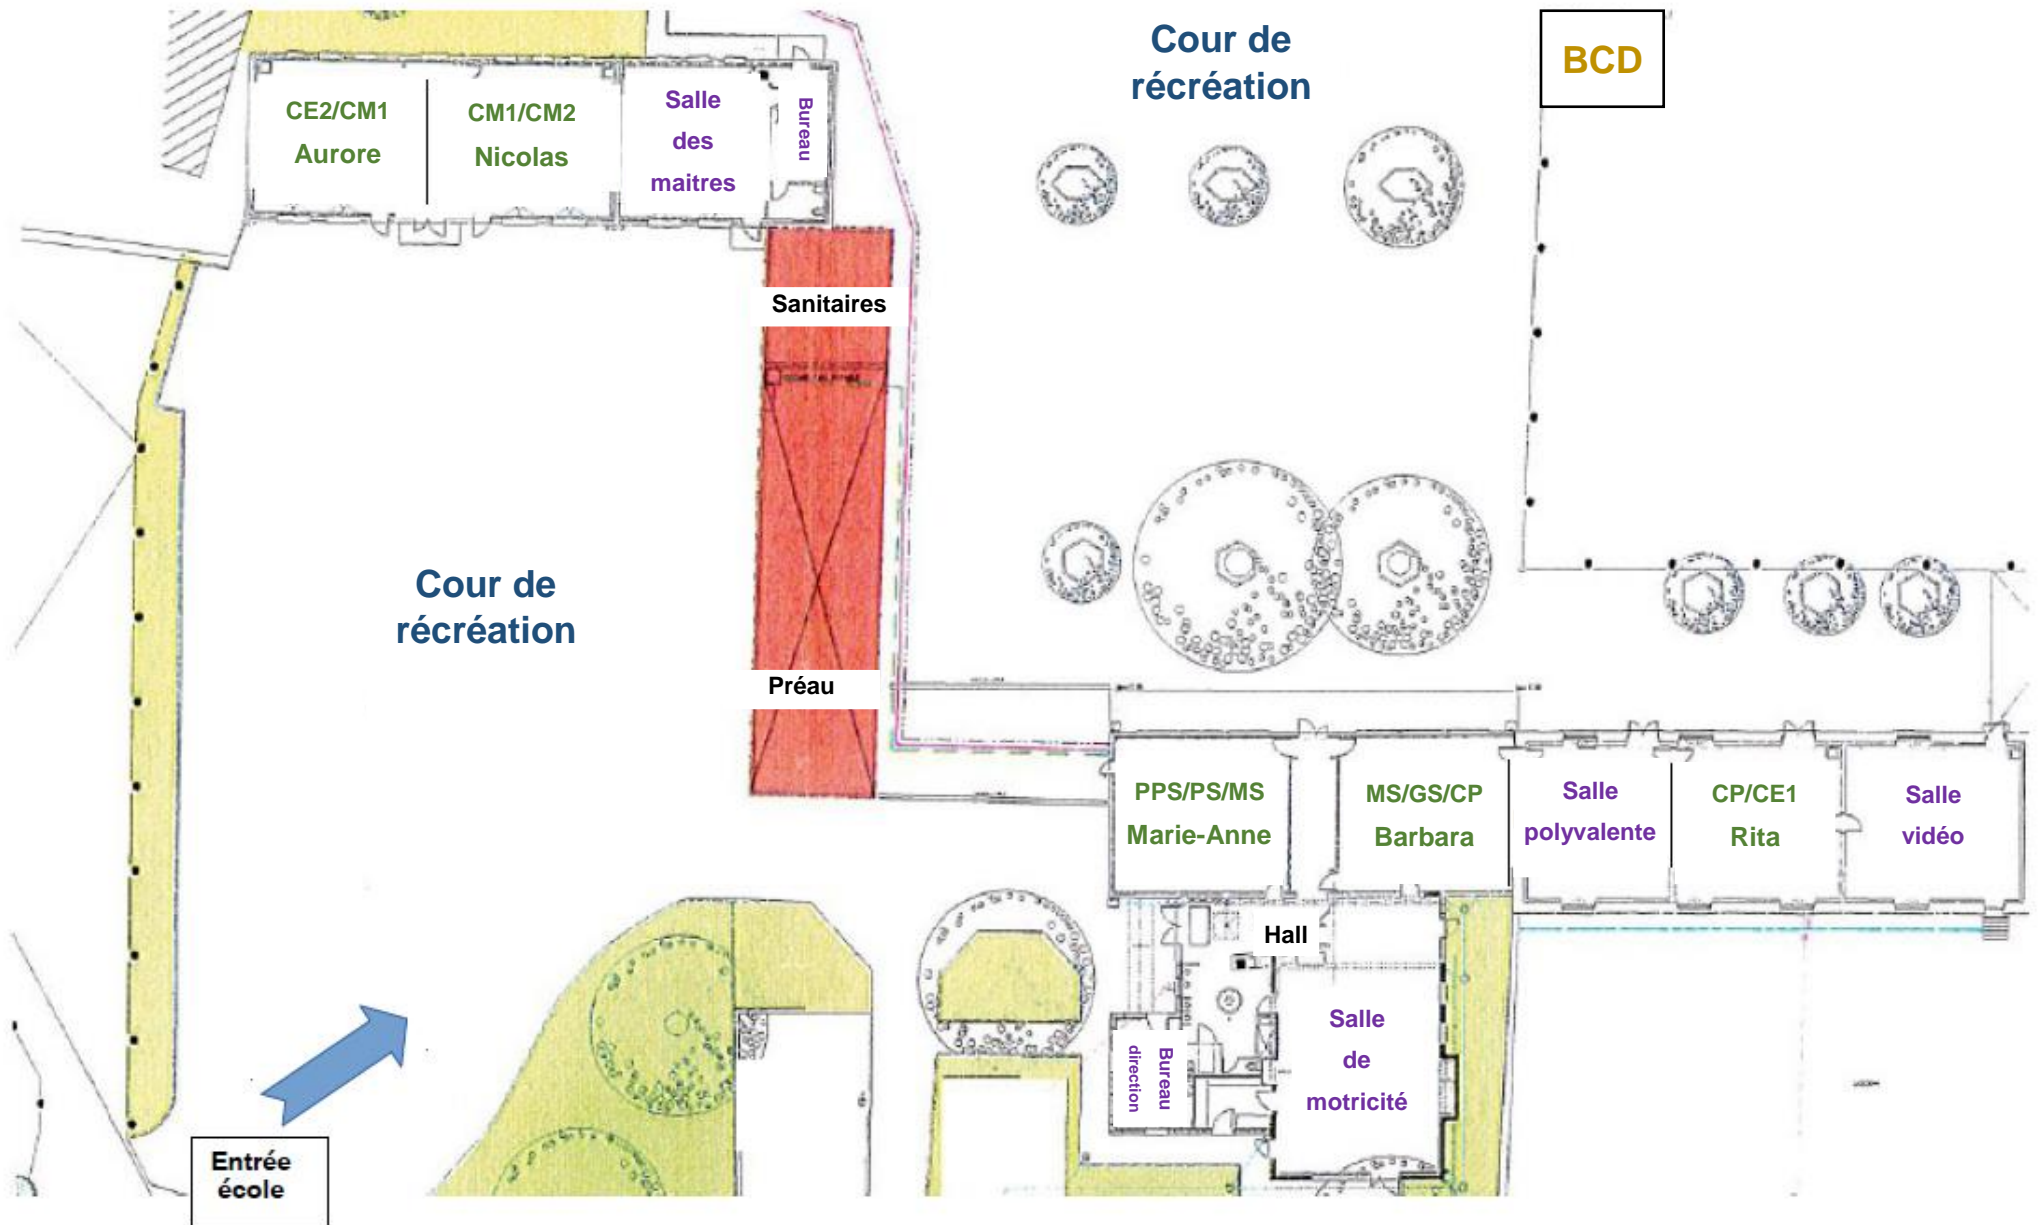 Cour de
récréation
BCD
CE2/CM1
Aurore
CM1/CM2
Nicolas
Salle
des
maitres
Bureau
Sanitaires
Cour de
récréation
Préau
PPS/PS/MS
Marie-Anne
MS/GS/CP
Barbara
Salle
polyvalente
CP/CE1
Rita
Salle
vidéo
Hall
Salle
de
motricité
Bureau
direction
Entrée
école